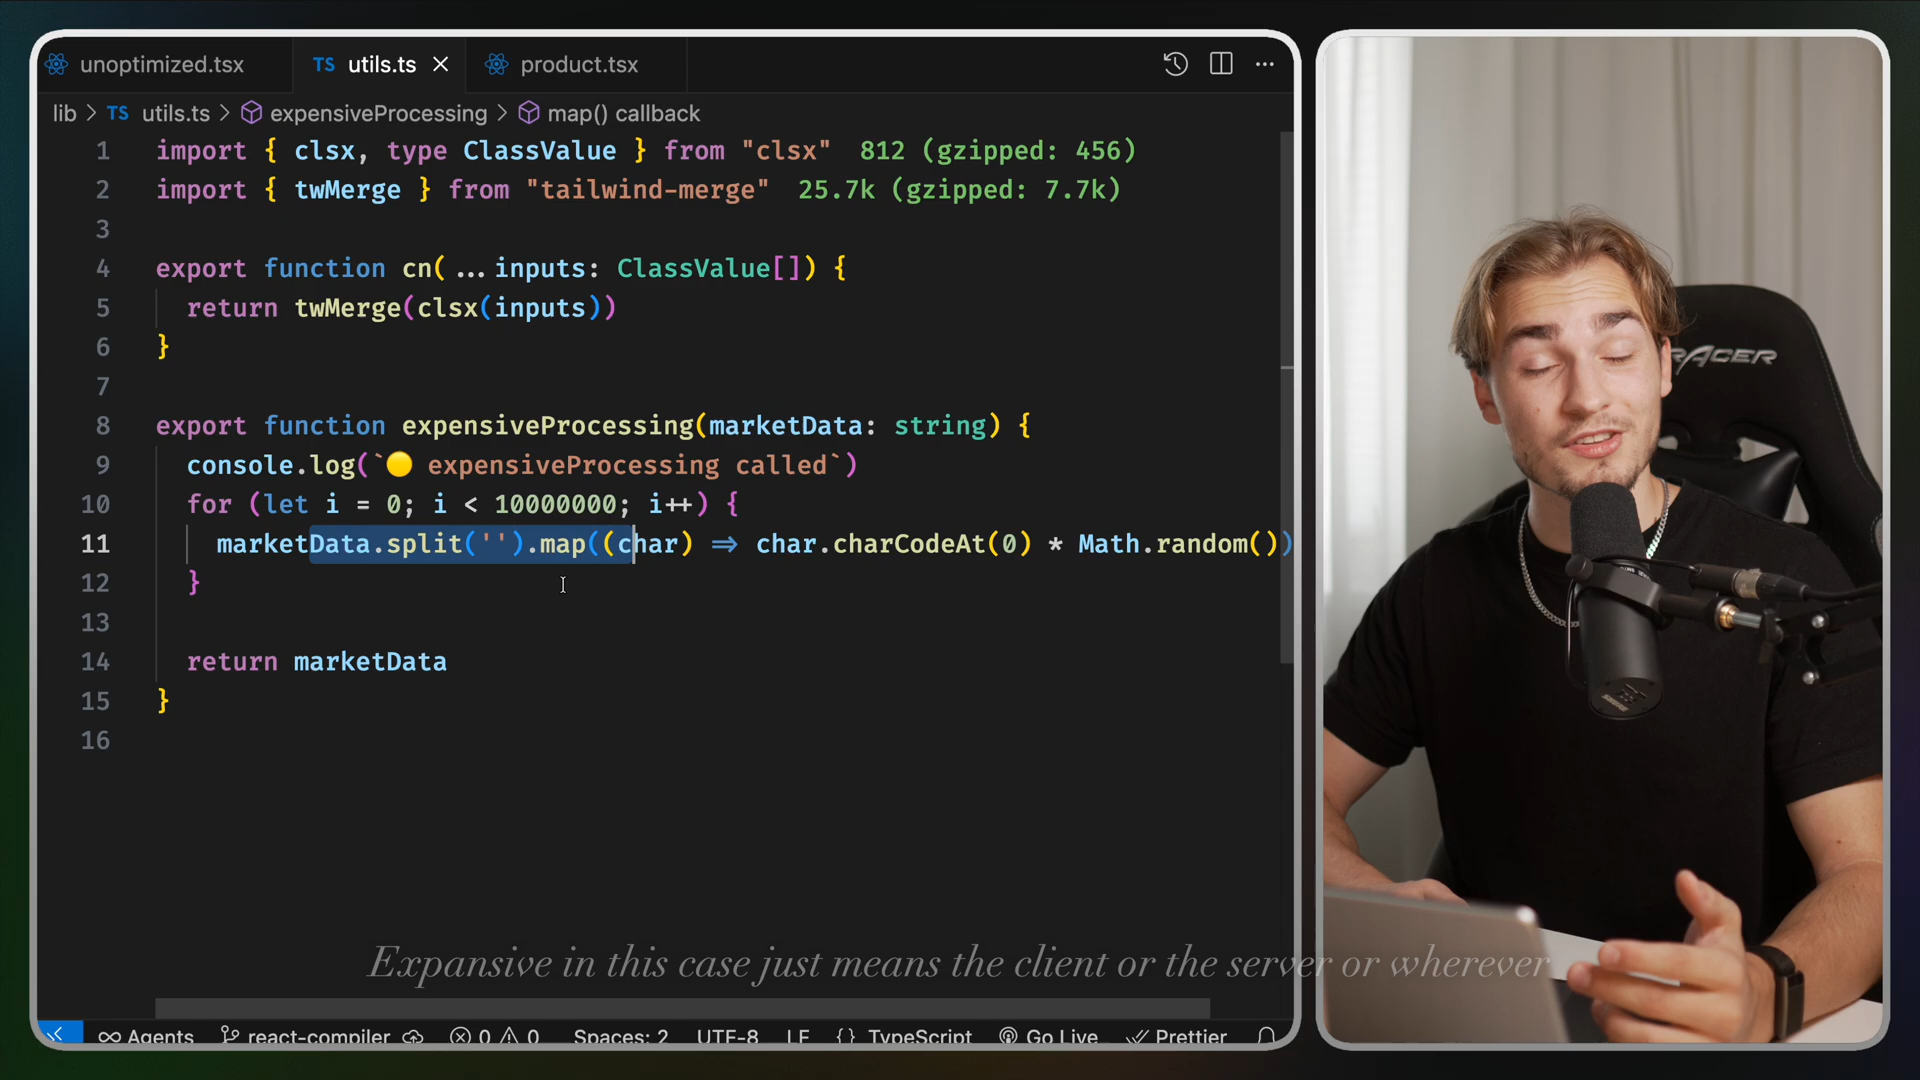 unoptimized.tsx
TS utils.ts
product.tsx
lib > TS utils.ts > expensiveProcessing > map() callback
1 import { clsx, type ClassValue } from "clsx" 812 (gzipped: 456)
2 import { twMerge } from "tailwind-merge" 25.7k (gzipped: 7.7k)
3
4 export function cn(...inputs: ClassValue[]) {
5 return twMerge(clsx(inputs))
6 }
7
8 export function expensiveProcessing(marketData: string) {
9 console.log(`🟡 expensiveProcessing called`)
10 for (let i = 0; i < 10000000; i++) {
11 marketData.split('').map((char) => char.charCodeAt(0) * Math.random())
12 }
13
14 return marketData
15 }
16
RACER
Expansive in this case just means the client or the server or wherever
Agents react-compiler 0 0 Spaces: 2 UTF-8 LF {} TypeScript Go Live Prettier